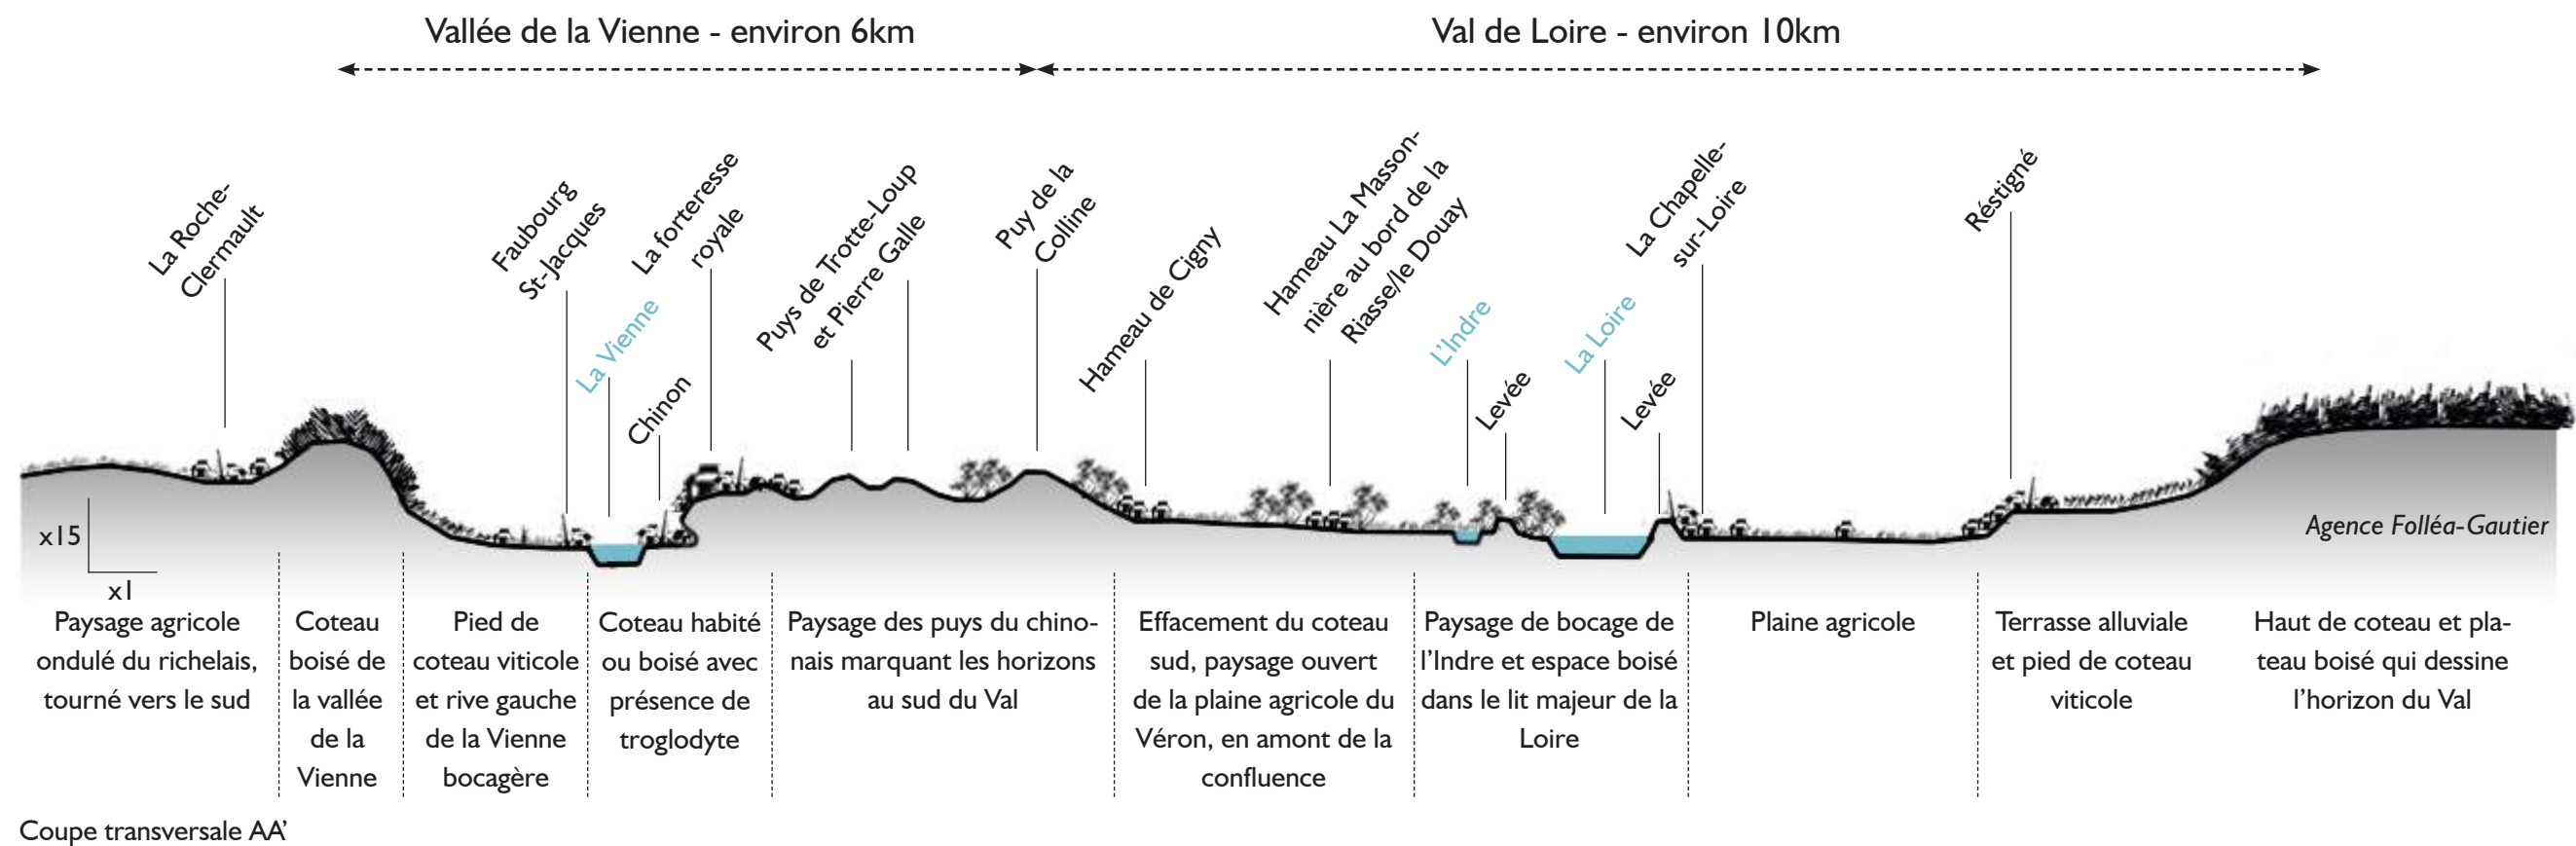 Vallée de la Vienne - environ 6km
Val de Loire - environ 10km
La Roche-
Clermault
Faubourg
St-Jacques
La Vienne
Chinon
La forteresse
royale
Puys de Trotte-Loup
et Pierre Galle
Puy de la
Colline
Hameau de Cigny
Hameau La Masson-
nière au bord de la
Riasse/le Douay
L'Indre
Levée
La Loire
Levée
La Chapelle-
sur-Loire
Réstigné
x15
x1
Agence Folléa-Gautier
Paysage agricole
ondulé du richelais,
tourné vers le sud
Coteau
boisé de
la vallée
de la
Vienne
Pied de
coteau viticole
et rive gauche
de la Vienne
bocagère
Coteau habité
ou boisé avec
présence de
troglodyte
Paysage des puys du chino-
nais marquant les horizons
au sud du Val
Effacement du coteau
sud, paysage ouvert
de la plaine agricole du
Véron, en amont de la
confluence
Paysage de bocage de
l'Indre et espace boisé
dans le lit majeur de la
Loire
Plaine agricole
Terrasse alluviale
et pied de coteau
viticole
Haut de coteau et pla-
teau boisé qui dessine
l'horizon du Val
Coupe transversale AA'